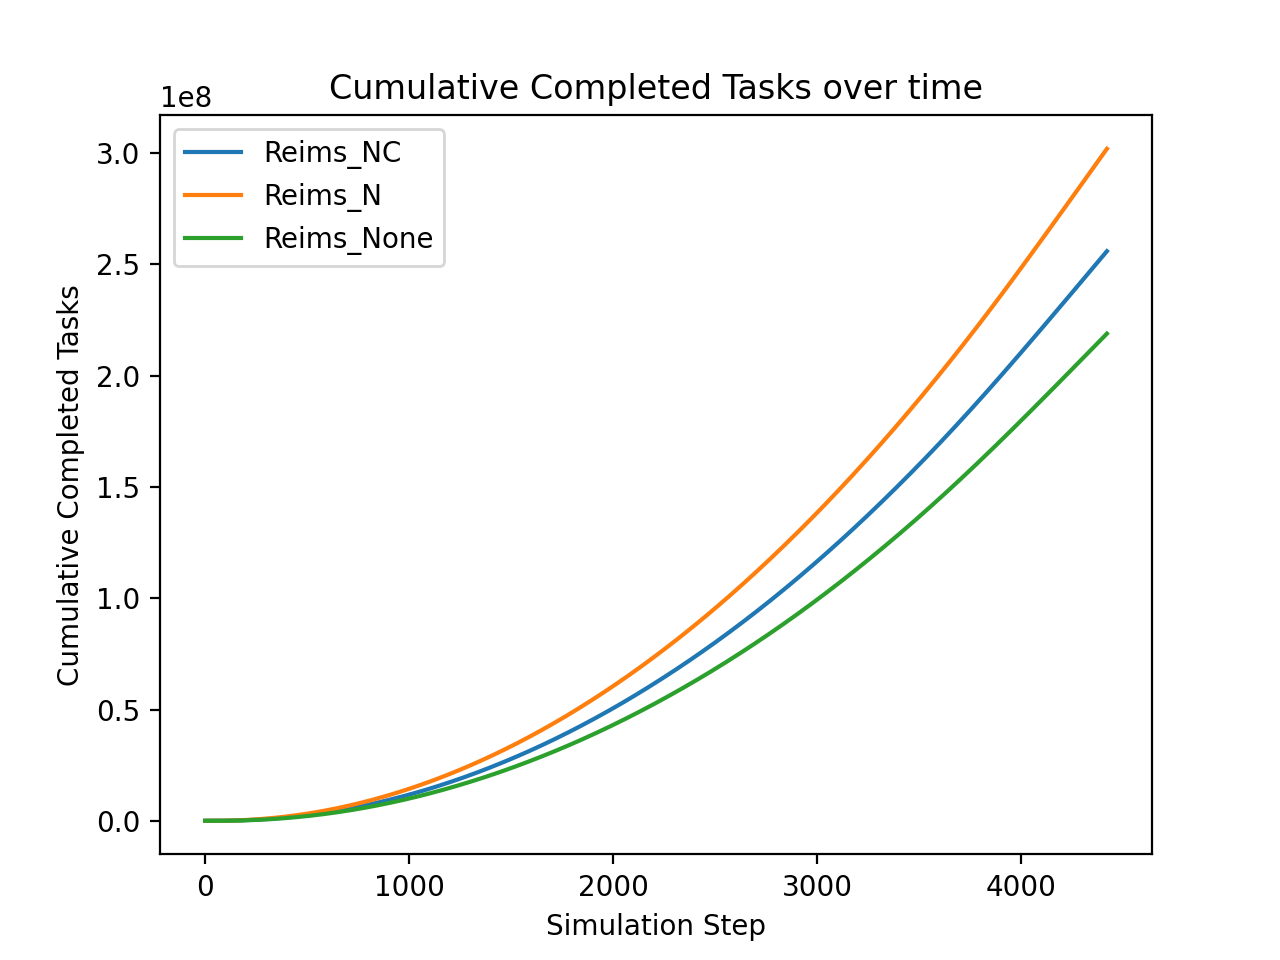 Cumulative Completed Tasks over time
1e8
Reims_NC
Reims_N
Reims_None
3.0
2.5
2.0
1.5
1.0
0.5
0.0
Cumulative Completed Tasks
0 1000 2000 3000 4000
Simulation Step